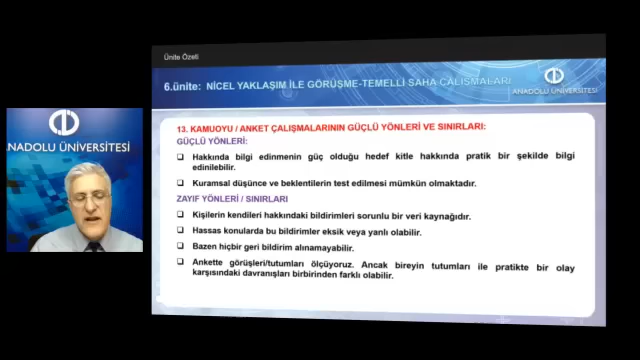 Ünite Özeti
6.ünite: NİCEL YAKLAŞIM İLE GÖRÜŞME-TEMELLİ SAHA ÇALIŞMALARI
ANADOLU ÜNİVERSİTESİ
ANADOLU ÜNİVERSİTESİ
13. KAMUOYU / ANKET ÇALIŞMALARININ GÜÇLÜ YÖNLERİ VE SINIRLARI:
GÜÇLÜ YÖNLERİ:
Hakkında bilgi edinmenin güç olduğu hedef kitle hakkında pratik bir şekilde bilgi
edinilebilir.
Kuramsal düşünce ve beklentilerin test edilmesi mümkün olmaktadır.
ZAYIF YÖNLERİ / SINIRLARI
Kişilerin kendileri hakkındaki bildirimleri sorunlu bir veri kaynağıdır.
Hassas konularda bu bildirimler eksik veya yanlı olabilir.
Bazen hiçbir geri bildirim alınamayabilir.
Ankette görüşleri/tutumları ölçüyoruz. Ancak bireyin tutumları ile pratikte bir olay
karşısındaki davranışları birbirinden farklı olabilir.